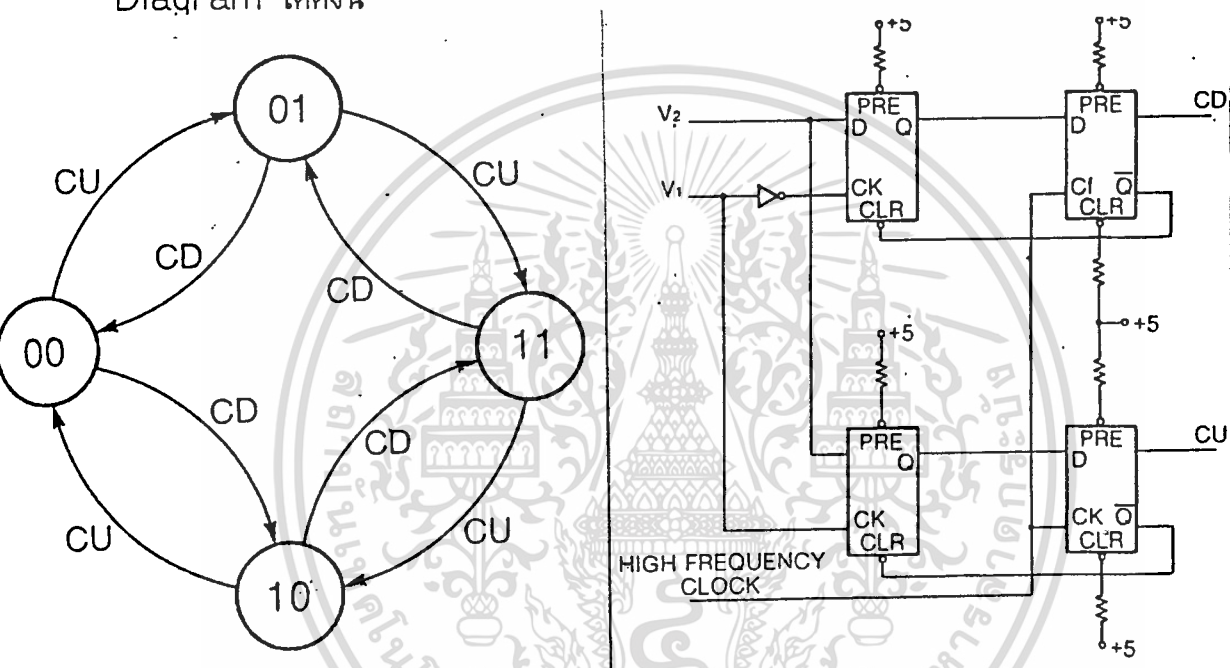 Diagram
01
CU
CU
CD
CD
00
11
CD
CD
CU
CU
10
+5
+5
V2
PRE
D Q
CK
CLR
V1
PRE
D
CI Q̅
CLR
CD
+5
+5
PRE
Q
CK
CLR
PRE
D
CK Q̅
CLR
CU
HIGH FREQUENCY
CLOCK
+5